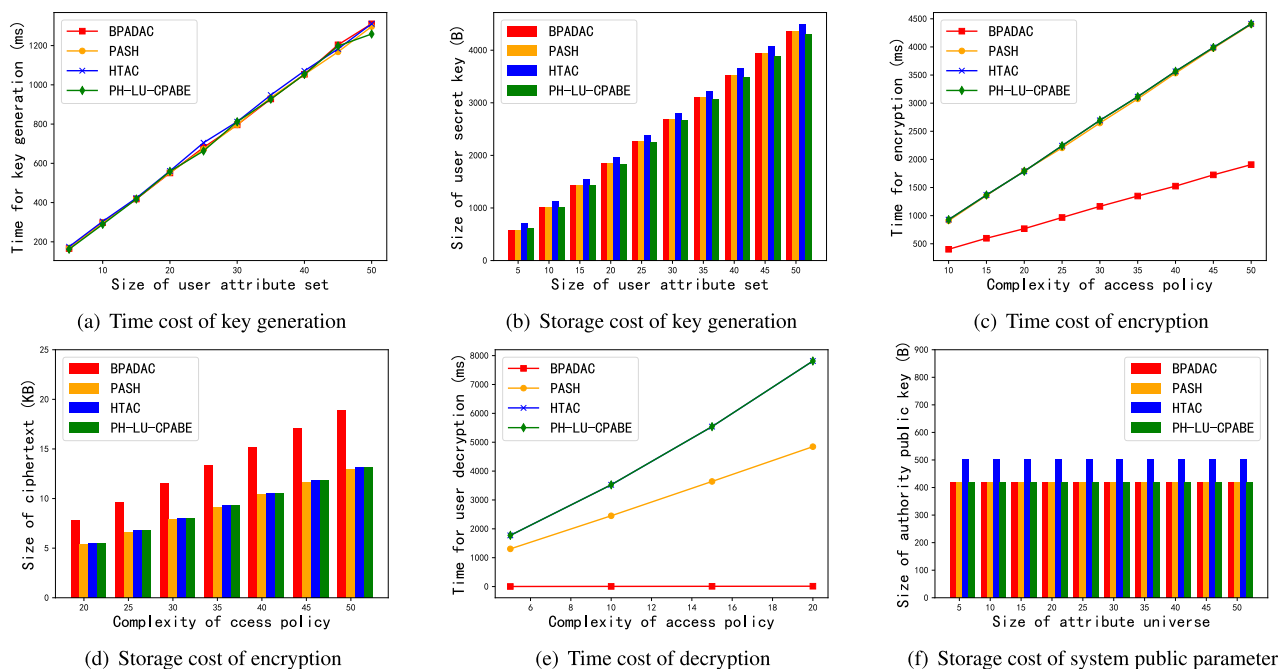 Time for key generation (ms)
1200
1000
800
600
400
200
BPADAC
PASH
HTAC
PH-LU-CPABE
10
20
30
40
50
Size of user attribute set
(a) Time cost of key generation
Size of user secret key (B)
4000
3000
2000
1000
0
BPADAC
PASH
HTAC
PH-LU-CPABE
5
10
15
20
25
30
35
40
45
50
Size of user attribute set
(b) Storage cost of key generation
Time for encryption (ms)
4500
4000
3500
3000
2500
2000
1500
1000
500
BPADAC
PASH
HTAC
PH-LU-CPABE
10
15
20
25
30
35
40
45
50
Complexity of access policy
(c) Time cost of encryption
Size of ciphertext (KB)
25
20
15
10
5
0
BPADAC
PASH
HTAC
PH-LU-CPABE
20
25
30
35
40
45
50
Complexity of ccess policy
(d) Storage cost of encryption
Time for user decryption (ms)
8000
7000
6000
5000
4000
3000
2000
1000
0
BPADAC
PASH
HTAC
PH-LU-CPABE
6
8
10
12
14
16
18
20
Complexity of access policy
(e) Time cost of decryption
Size of authority public key (B)
900
800
700
600
500
400
300
200
100
0
BPADAC
PASH
HTAC
PH-LU-CPABE
5
10
15
20
25
30
35
40
45
50
Size of attribute universe
(f) Storage cost of system public parameter